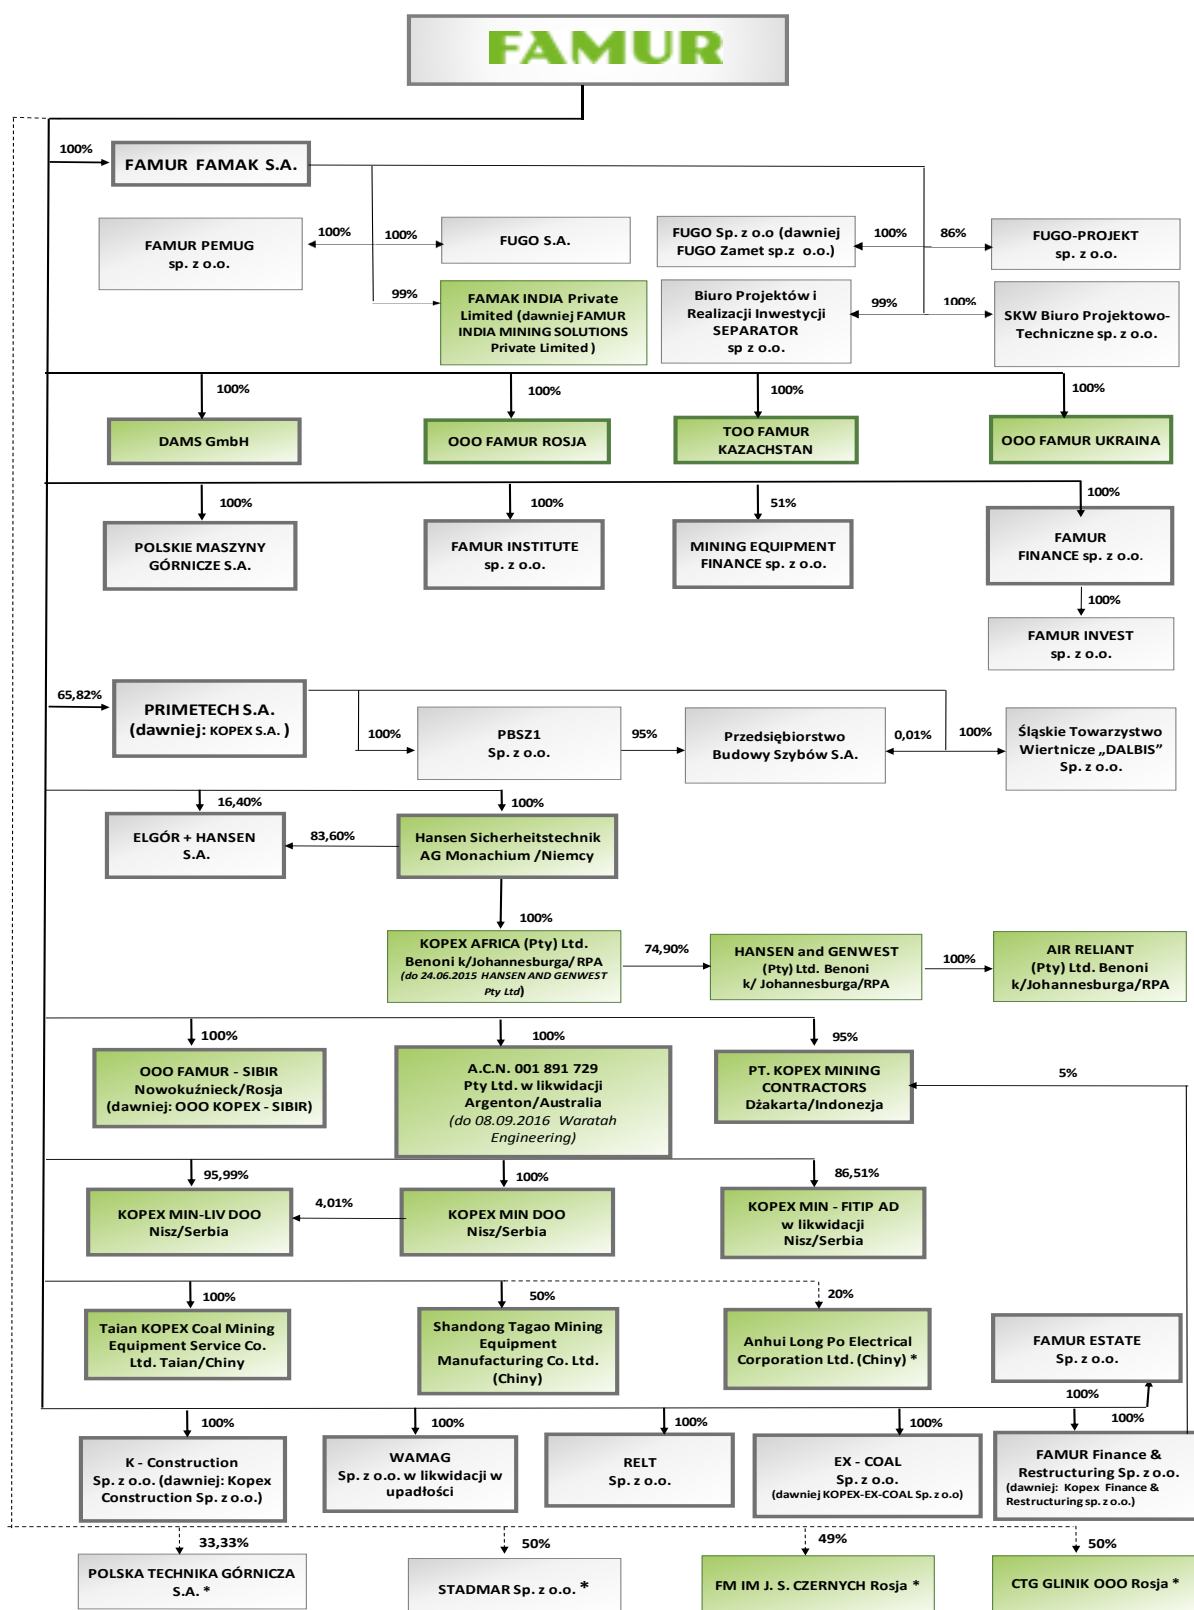 FAMUR
100%
FAMUR FAMAK S.A.
FAMUR PEMUG
sp. z o.o.
100%
100%
FUGO S.A.
FUGO Sp. z o.o (dawniej
FUGO Zamet sp.z o.o.)
100%
86%
FUGO-PROJEKT
sp. z o.o.
99%
FAMAK INDIA Private
Limited (dawniej FAMUR
INDIA MINING SOLUTIONS
Private Limited )
Biuro Projektów i
Realizacji Inwestycji
SEPARATOR
sp z o.o.
99%
100%
SKW Biuro Projektowo-
Techniczne sp. z o.o.
100%
100%
100%
100%
DAMS GmbH
OOO FAMUR ROSJA
TOO FAMUR
KAZACHSTAN
OOO FAMUR UKRAINA
100%
100%
51%
100%
POLSKIE MASZYNY
GÓRNICZE S.A.
FAMUR INSTITUTE
sp. z o.o.
MINING EQUIPMENT
FINANCE sp. z o.o.
FAMUR
FINANCE sp. z o.o.
100%
FAMUR INVEST
sp. z o.o.
65,82%
PRIMETECH S.A.
(dawniej: KOPEX S.A. )
100%
PBSZ1
Sp. z o.o.
95%
Przedsiębiorstwo
Budowy Szybów S.A.
0,01%
100%
Śląskie Towarzystwo
Wiertnicze „DALBIS”
Sp. z o.o.
16,40%
100%
ELGÓR + HANSEN
S.A.
83,60%
Hansen Sicherheitstechnik
AG Monachium /Niemcy
100%
KOPEX AFRICA (Pty) Ltd.
Benoni k/Johannesburga/ RPA
(do 24.06.2015 HANSEN AND GENWEST
Pty Ltd)
74,90%
HANSEN and GENWEST
(Pty) Ltd. Benoni
k/ Johannesburga/RPA
100%
AIR RELIANT
(Pty) Ltd. Benoni
k/Johannesburga/RPA
100%
100%
95%
OOO FAMUR - SIBIR
Nowokuźnieck/Rosja
(dawniej: OOO KOPEX - SIBIR)
A.C.N. 001 891 729
Pty Ltd. w likwidacji
Argenton/Australia
(do 08.09.2016 Waratah
Engineering)
PT. KOPEX MINING
CONTRACTORS
Dżakarta/Indonezja
5%
95,99%
100%
86,51%
KOPEX MIN-LIV DOO
Nisz/Serbia
4,01%
KOPEX MIN DOO
Nisz/Serbia
KOPEX MIN - FITIP AD
w likwidacji
Nisz/Serbia
100%
50%
20%
Taian KOPEX Coal Mining
Equipment Service Co.
Ltd. Taian/Chiny
Shandong Tagao Mining
Equipment
Manufacturing Co. Ltd.
(Chiny)
Anhui Long Po Electrical
Corporation Ltd. (Chiny) *
FAMUR ESTATE
Sp. z o.o.
100%
100%
100%
100%
100%
100%
K - Construction
Sp. z o.o. (dawniej: Kopex
Construction Sp. z o.o.)
WAMAG
Sp. z o.o. w likwidacji w
upadłości
RELT
Sp. z o.o.
EX - COAL
Sp. z o.o.
(dawniej KOPEX-EX-COAL Sp. z o.o)
FAMUR Finance &
Restructuring Sp. z o.o.
(dawniej: Kopex Finance &
Restructuring sp. z o.o.)
33,33%
50%
49%
50%
POLSKA TECHNIKA GÓRNICZA
S.A. *
STADMAR Sp. z o.o. *
FM IM J. S. CZERNYCH Rosja *
CTG GLINIK OOO Rosja *